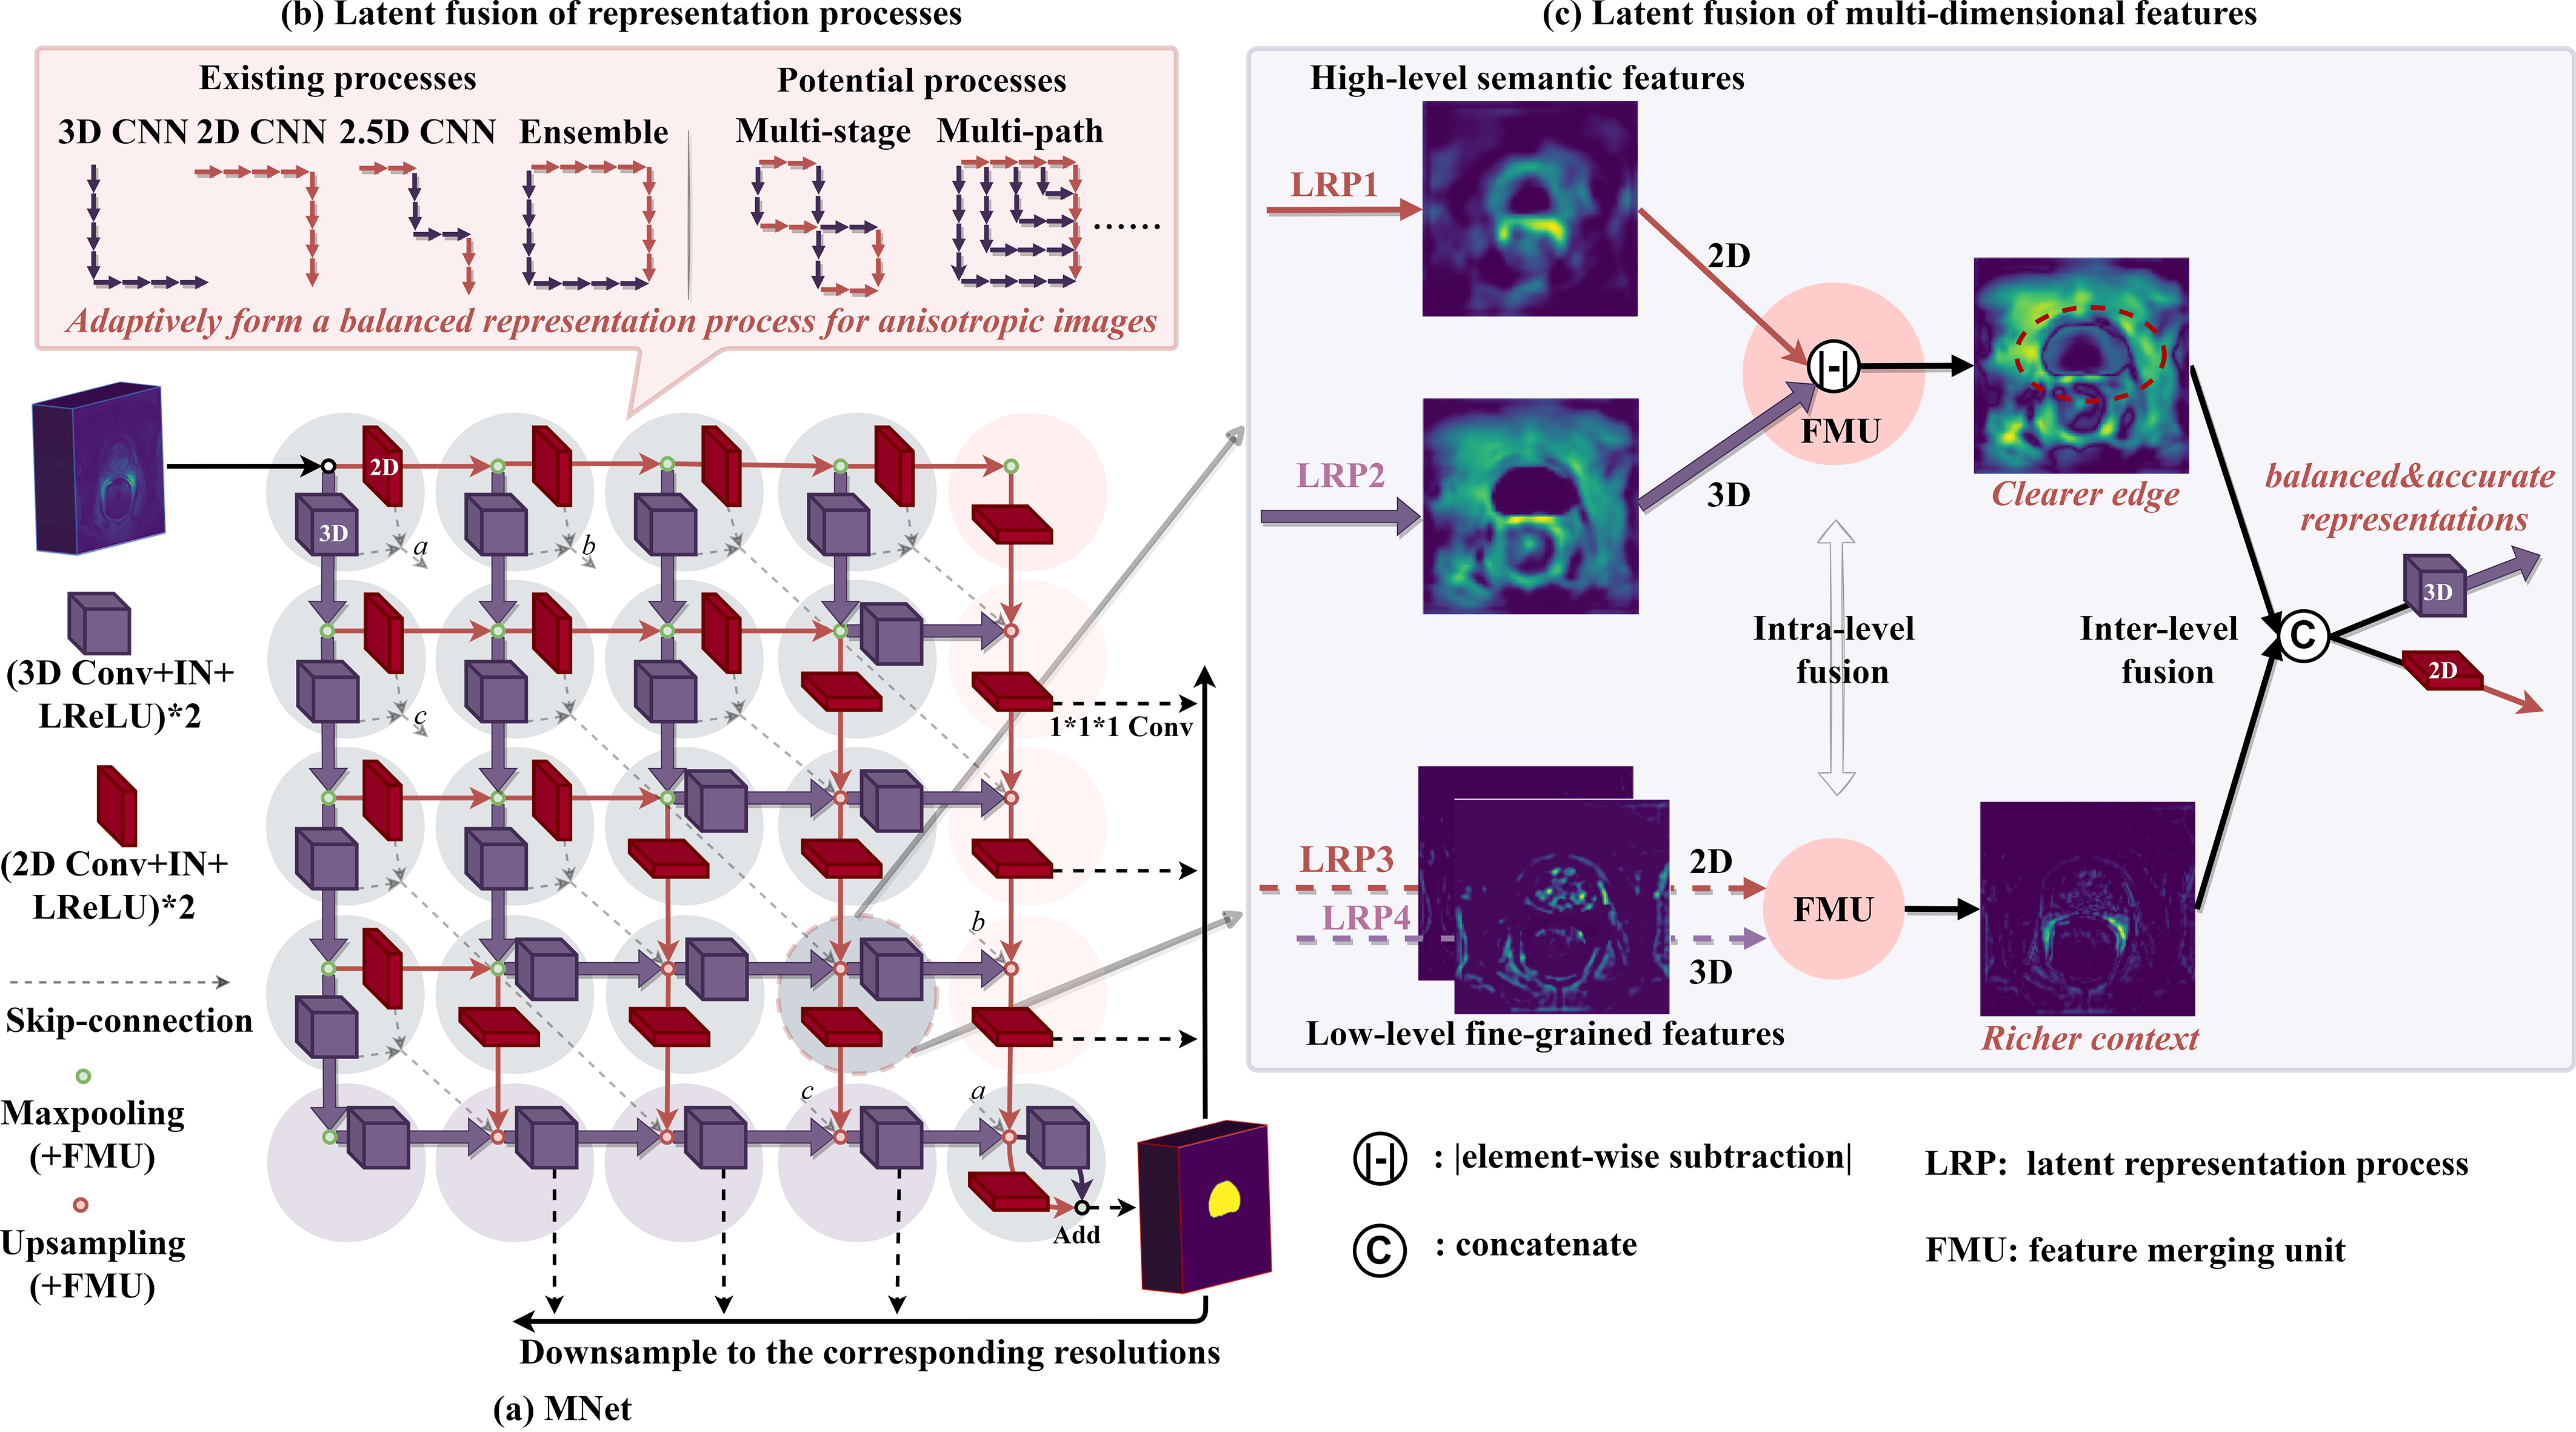 (b) Latent fusion of representation processes
Existing processes
Potential processes
3D CNN 2D CNN 2.5D CNN Ensemble
Multi-stage Multi-path
......
Adaptively form a balanced representation process for anisotropic images
2D
3D
a
b
c
(3D Conv+IN+
LReLU)*2
(2D Conv+IN+
LReLU)*2
Skip-connection
Maxpooling
(+FMU)
Upsampling
(+FMU)
1*1*1 Conv
b
c
a
Add
Downsample to the corresponding resolutions
(a) MNet
(c) Latent fusion of multi-dimensional features
High-level semantic features
LRP1
2D
|-|
FMU
LRP2
3D
Clearer edge
balanced&accurate
representations
3D
Intra-level
fusion
Inter-level
fusion
C
2D
LRP3
2D
LRP4
FMU
3D
Low-level fine-grained features
Richer context
|-| : |element-wise subtraction|
LRP: latent representation process
C : concatenate
FMU: feature merging unit